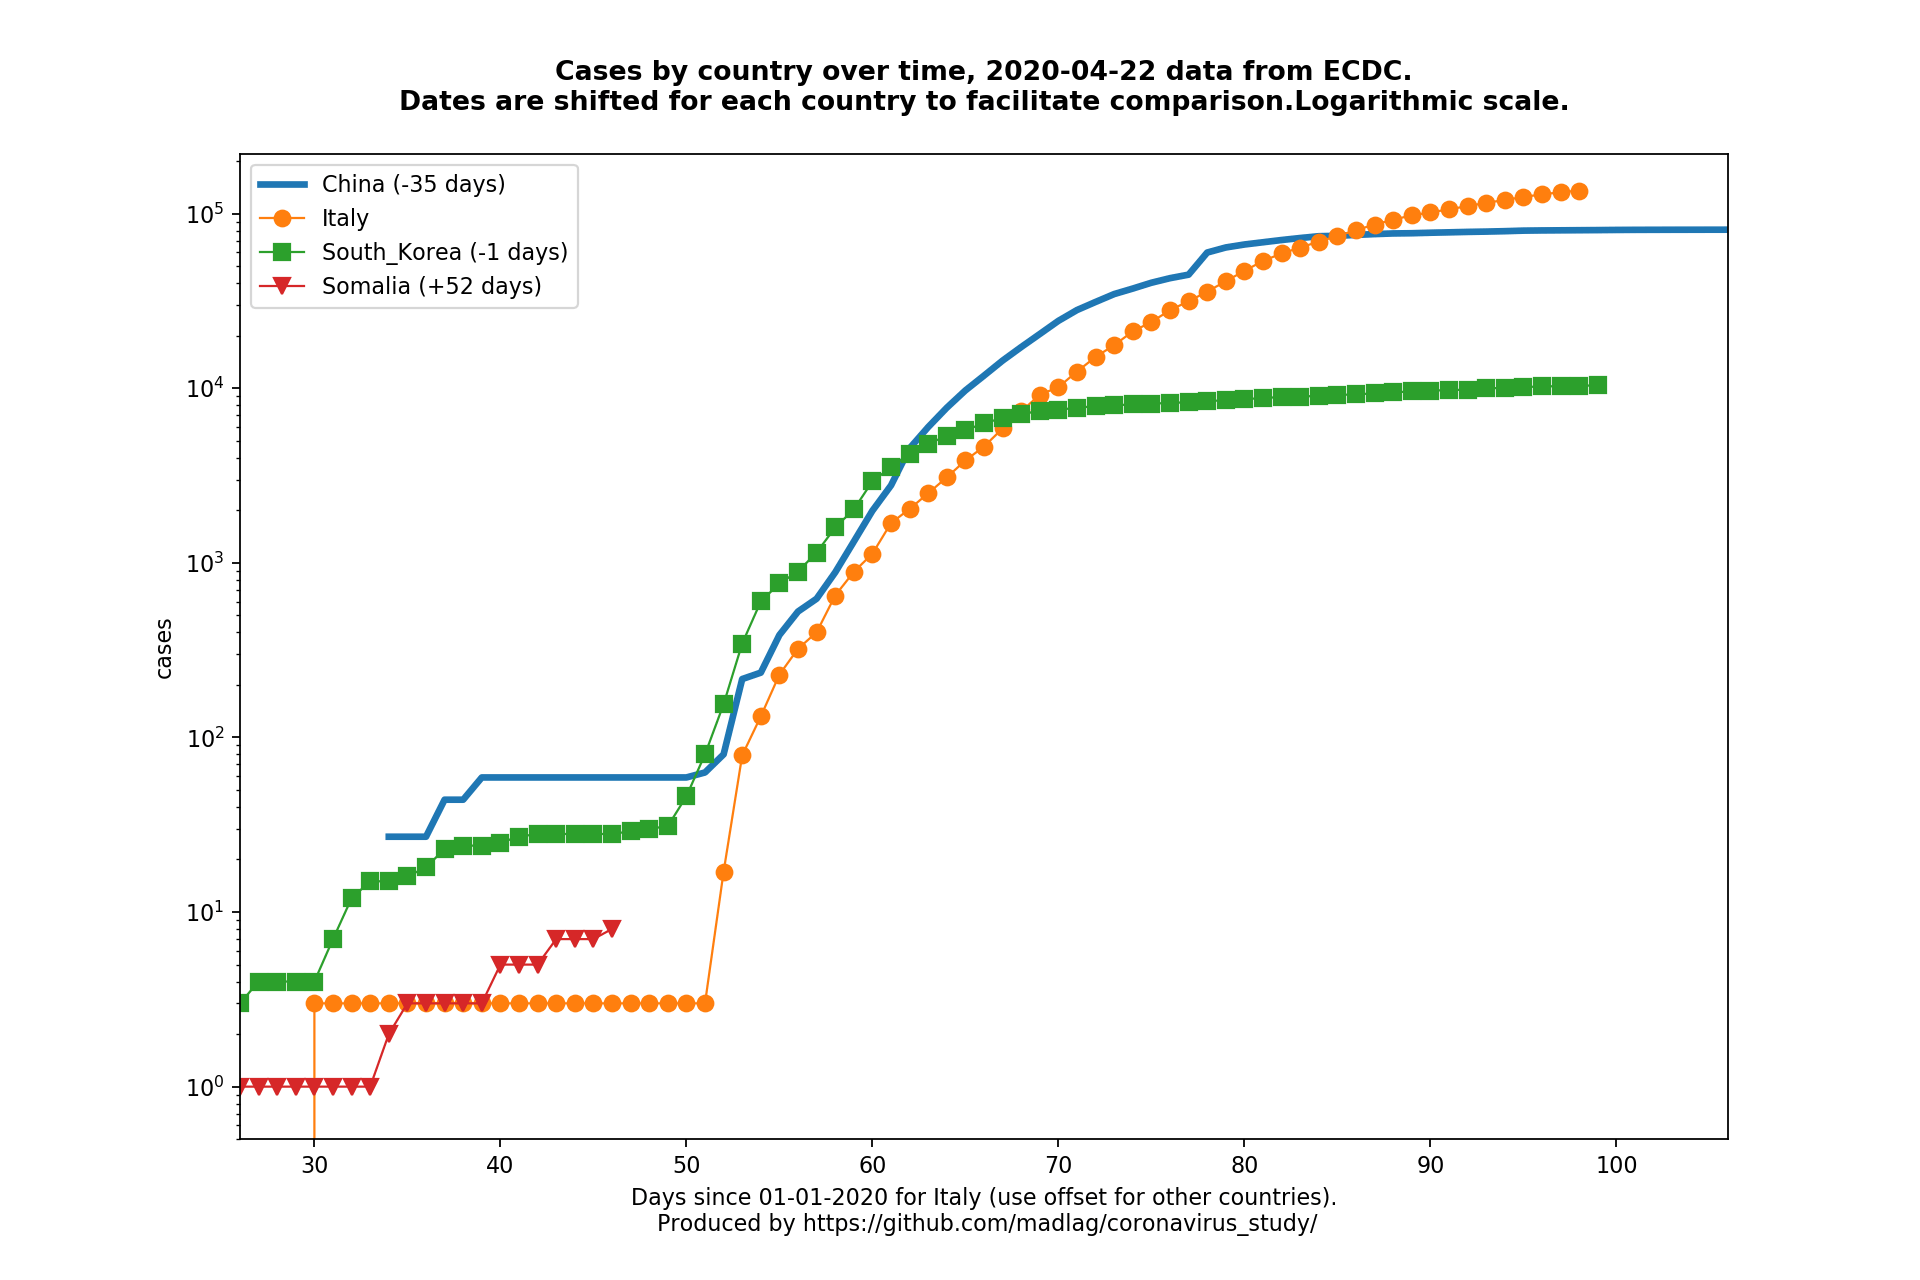 Cases by country over time, 2020-04-22 data from ECDC.
Dates are shifted for each country to facilitate comparison.Logarithmic scale.
China (-35 days)
Italy
South_Korea (-1 days)
Somalia (+52 days)
10^5
10^4
10^3
10^2
10^1
10^0
cases
30 40 50 60 70 80 90 100
Days since 01-01-2020 for Italy (use offset for other countries).
Produced by https://github.com/madlag/coronavirus_study/